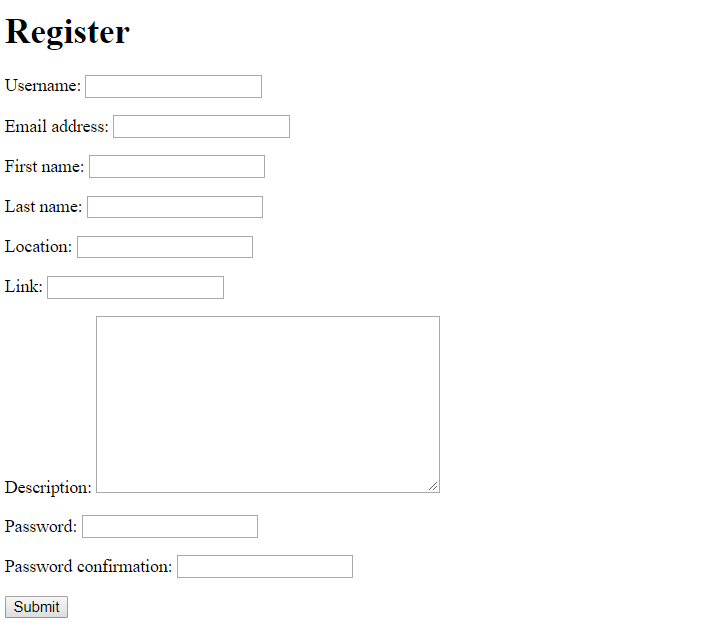 Register
Username:
Email address:
First name:
Last name:
Location:
Link:
Description:
Password:
Password confirmation:
Submit